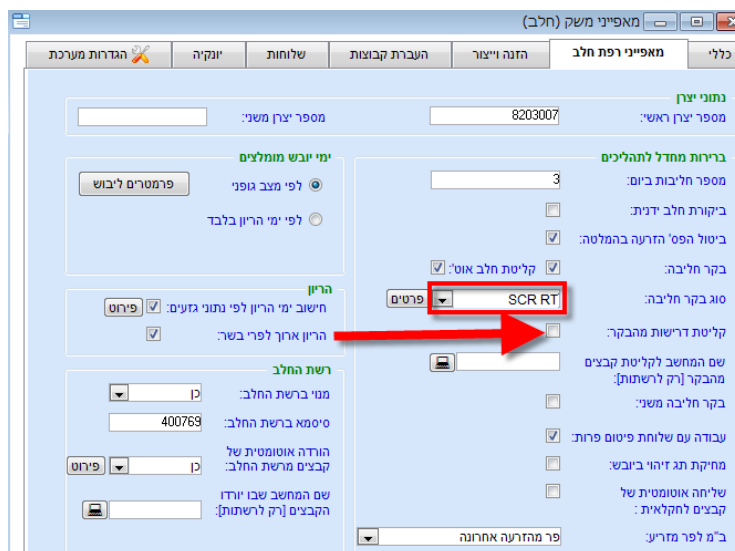 מאפייני משק (חלב)
כללי
מאפייני רפת חלב
הזנה וייצור
העברת קבוצות
שלוחות
יונקיה
הגדרות מערכת
נתוני יצרן
מספר יצרן ראשי: 8203007
מספר יצרן משני:
ברירות מחדל לתהליכים
מספר חליבות ביום: 3
ביקורת חלב ידנית:
ביטול הפס' הזרעה בהמלטה:
בקר חליבה: קליטת חלב אוט':
סוג בקר חליבה: SCR RT פרטים
קליטת דרישות מהבקר:
שם המחשב לקליטת קבצים
מהבקר [רק לרשתות]:
בקר חליבה משני:
עבודה עם שלוחת פיטום פרות:
מחיקת תג זיהוי ביובש:
שליחה אוטומטית של
קבצים לחקלאית :
ב"מ לפר מזריע: פר מהזרעה אחרונה
ימי יובש מומלצים
לפי מצב גופני פרמטרים ליבוש
לפי ימי הריון בלבד
הריון
חישוב ימי הריון לפי נתוני גזעים: פירוט
הריון ארוך לפרי בשר:
רשת החלב
מנוי ברשת החלב: כן
סיסמא ברשת החלב: 400769
הורדה אוטומטית של
קבצים מרשת החלב: כן פירוט
שם המחשב שבו יורדו
הקבצים [רק לרשתות]: